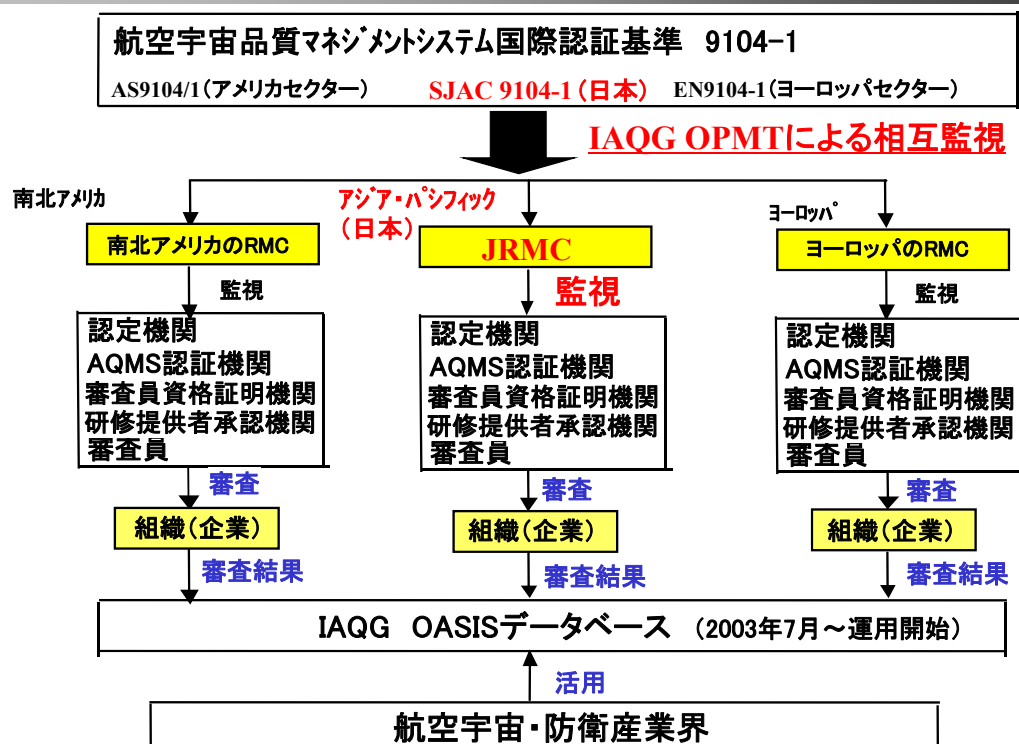 航空宇宙品質マネジメントシステム国際認証基準 9104-1
AS9104/1(アメリカセクター) SJAC 9104-1(日本) EN9104-1(ヨーロッパセクター)
IAQG OPMTによる相互監視
南北アメリカ
アジア・パシフィック
(日本)
ヨーロッパ
南北アメリカのRMC
JRMC
ヨーロッパのRMC
監視
監視
監視
認定機関
AQMS認証機関
審査員資格証明機関
研修提供者承認機関
審査員
認定機関
AQMS認証機関
審査員資格証明機関
研修提供者承認機関
審査員
認定機関
AQMS認証機関
審査員資格証明機関
研修提供者承認機関
審査員
審査
審査
審査
組織(企業)
組織(企業)
組織(企業)
審査結果
審査結果
審査結果
IAQG OASISデータベース (2003年7月~運用開始)
活用
航空宇宙・防衛産業界